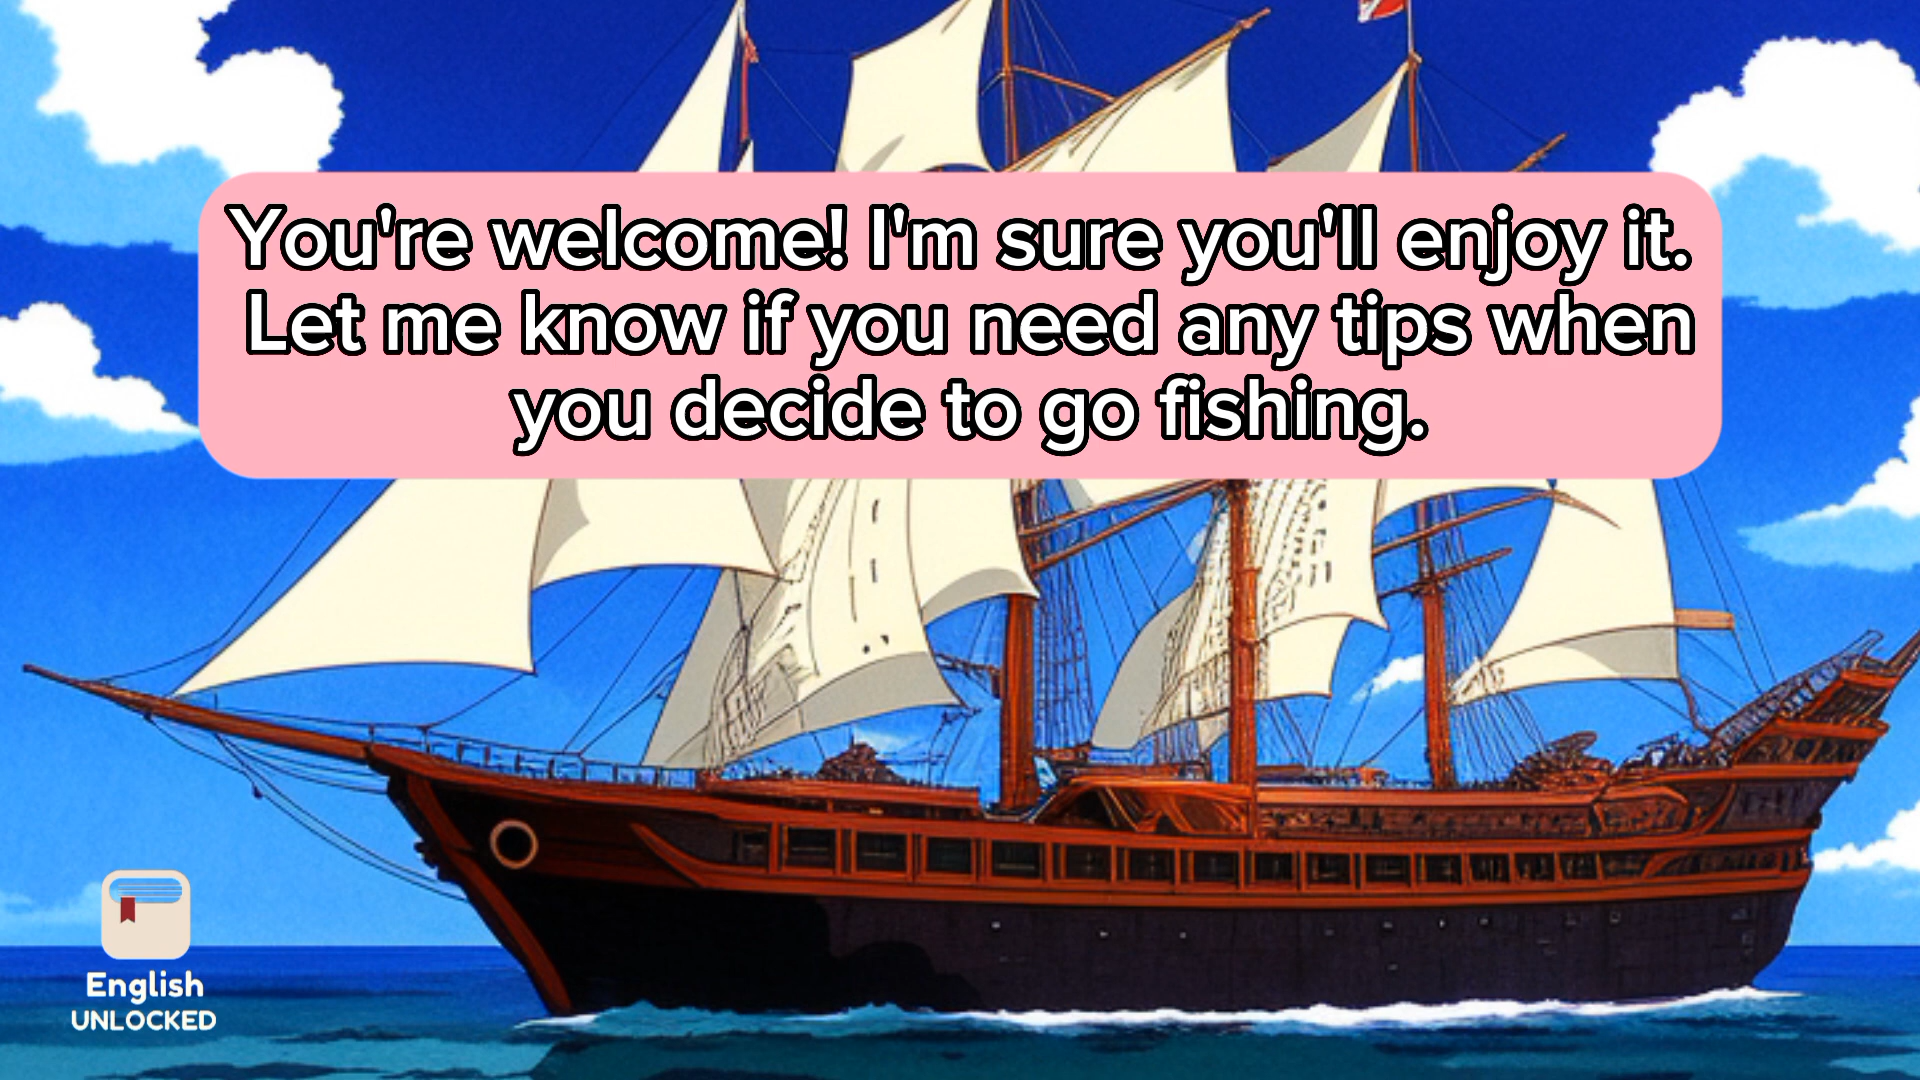 You're welcome! I'm sure you'll enjoy it.
Let me know if you need any tips when
you decide to go fishing.
English
UNLOCKED